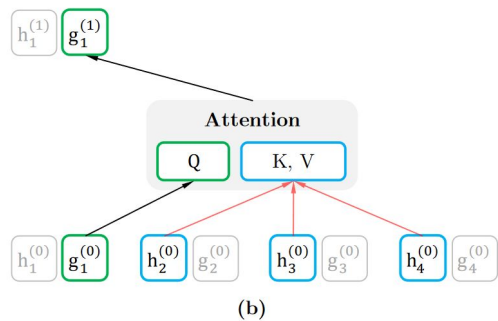 h₁⁽¹⁾ g₁⁽¹⁾
Attention
Q K, V
h₁⁽⁰⁾ g₁⁽⁰⁾ h₂⁽⁰⁾ g₂⁽⁰⁾ h₃⁽⁰⁾ g₃⁽⁰⁾ h₄⁽⁰⁾ g₄⁽⁰⁾
(b)